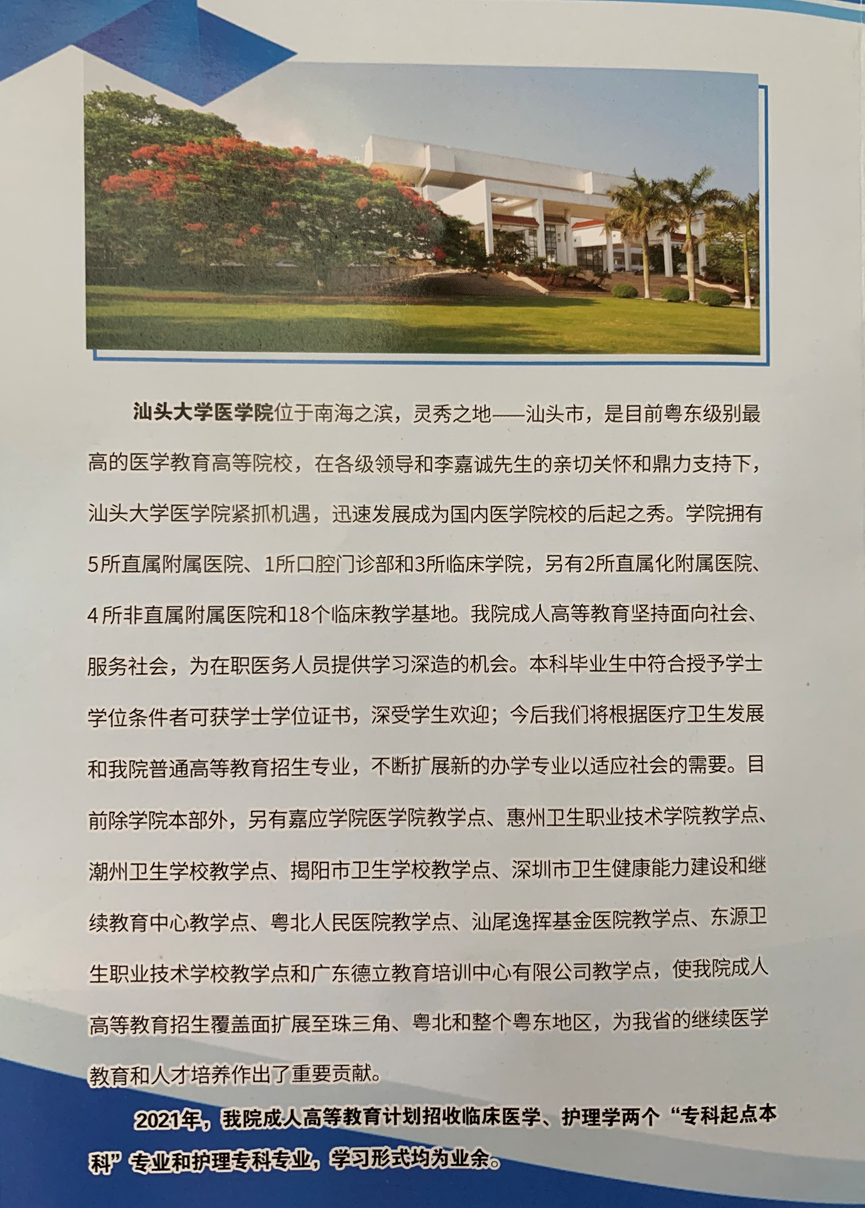 汕头大学医学院位于南海之滨，灵秀之地——汕头市，是目前粤东级别最
高的医学教育高等院校，在各级领导和李嘉诚先生的亲切关怀和鼎力支持下，
汕头大学医学院紧抓机遇，迅速发展成为国内医学院校的后起之秀。学院拥有
5所直属附属医院、1所口腔门诊部和3所临床学院，另有2所直属化附属医院、
4所非直属附属医院和18个临床教学基地。我院成人高等教育坚持面向社会、
服务社会，为在职医务人员提供学习深造的机会。本科毕业生中符合授予学士
学位条件者可获学士学位证书，深受学生欢迎；今后我们将根据医疗卫生发展
和我院普通高等教育招生专业，不断扩展新的办学专业以适应社会的需要。目
前除学院本部外，另有嘉应学院医学院教学点、惠州卫生职业技术学院教学点、
潮州卫生学校教学点、揭阳市卫生学校教学点、深圳市卫生健康能力建设和继
续教育中心教学点、粤北人民医院教学点、汕尾逸挥基金医院教学点、东源卫
生职业技术学校教学点和广东德立教育培训中心有限公司教学点，使我院成人
高等教育招生覆盖面扩展至珠三角、粤北和整个粤东地区，为我省的继续医学
教育和人才培养作出了重要贡献。
2021年，我院成人高等教育计划招收临床医学、护理学两个“专科起点本
科”专业和护理专科专业，学习形式均为业余。